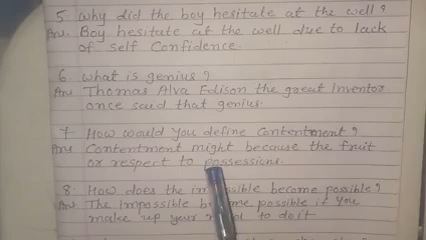 5 Why did the boy hesitate at the well?
Ans Boy hesitate at the well due to lack
of self Confidence.
6 what is genius?
Ans Thomas Alva Edison the great Inventor
once said that genius.
7 How would you define Contentment?
Ans Contentment might because the fruit
or respect to possessions.
8. How does the become possible?
Ans The Impossible possible if you
make up your to do it